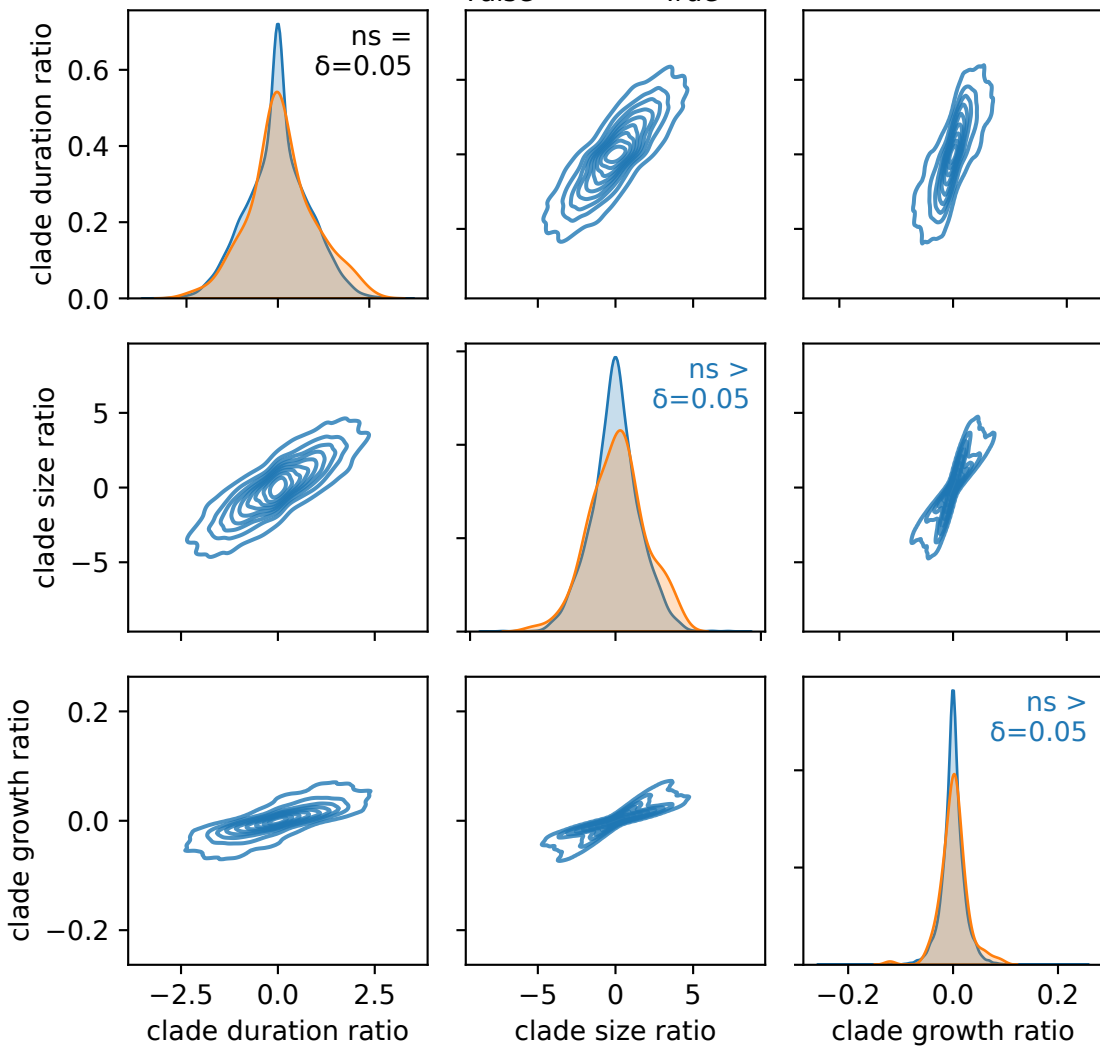 clade duration ratio
0.6
0.4
0.2
0.0
ns =
δ=0.05
clade size ratio
5
0
−5
ns >
δ=0.05
clade growth ratio
0.2
0.0
−0.2
ns >
δ=0.05
−2.5 0.0 2.5
−5 0 5
−0.2 0.0 0.2
clade duration ratio
clade size ratio
clade growth ratio